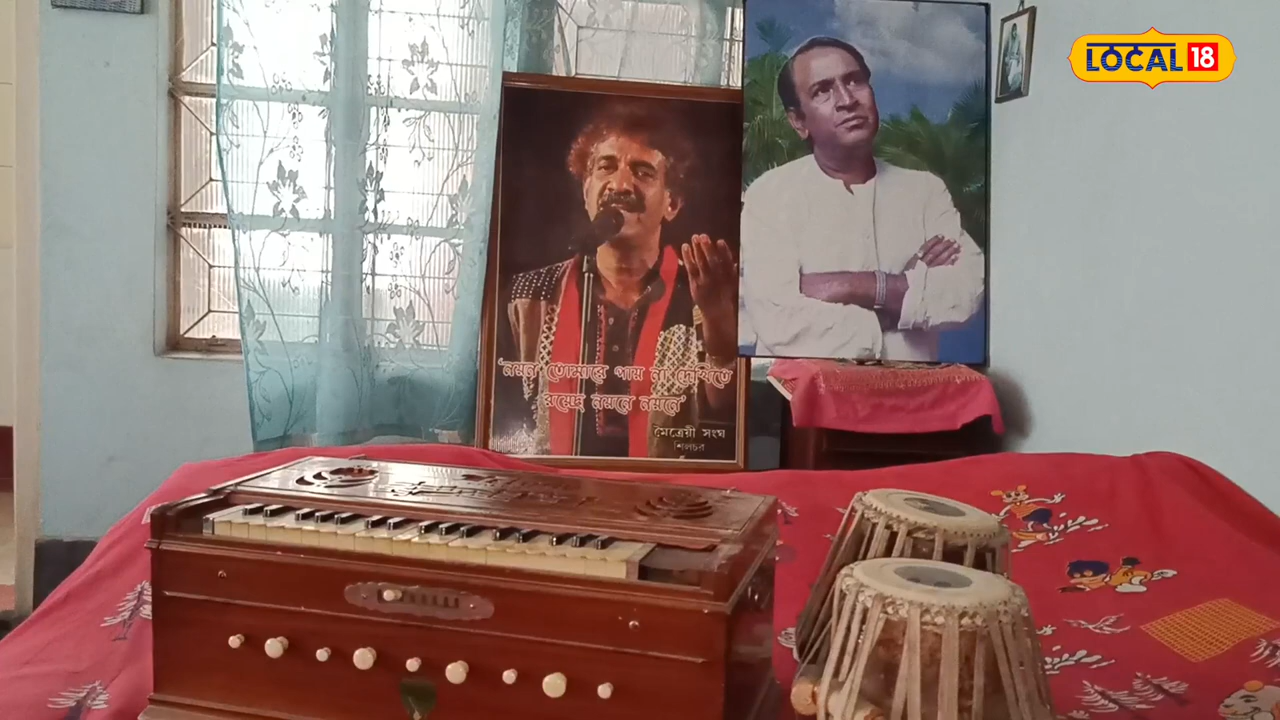 LOCAL 18
'নয়ন তোমারে পায় না দেখিতে
রয়েছ নয়নে নয়নে'
মৈত্রেয়ী সংঘ
শিলচর